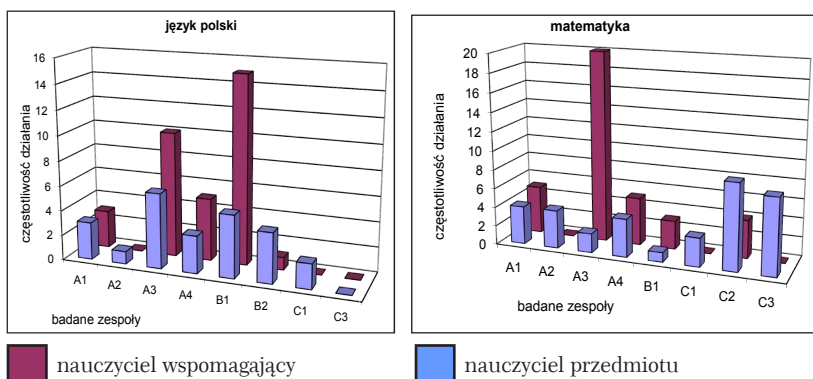 język polski
16
14
12
10
8
6
4
2
0
częstotliwość działania
A1 A2 A3 A4 B1 B2 C1 C3
badane zespoły
matematyka
20
18
16
14
12
10
8
6
4
2
0
częstotliwość działania
A1 A2 A3 A4 B1 C1 C2 C3
badane zespoły
nauczyciel wspomagający
nauczyciel przedmiotu